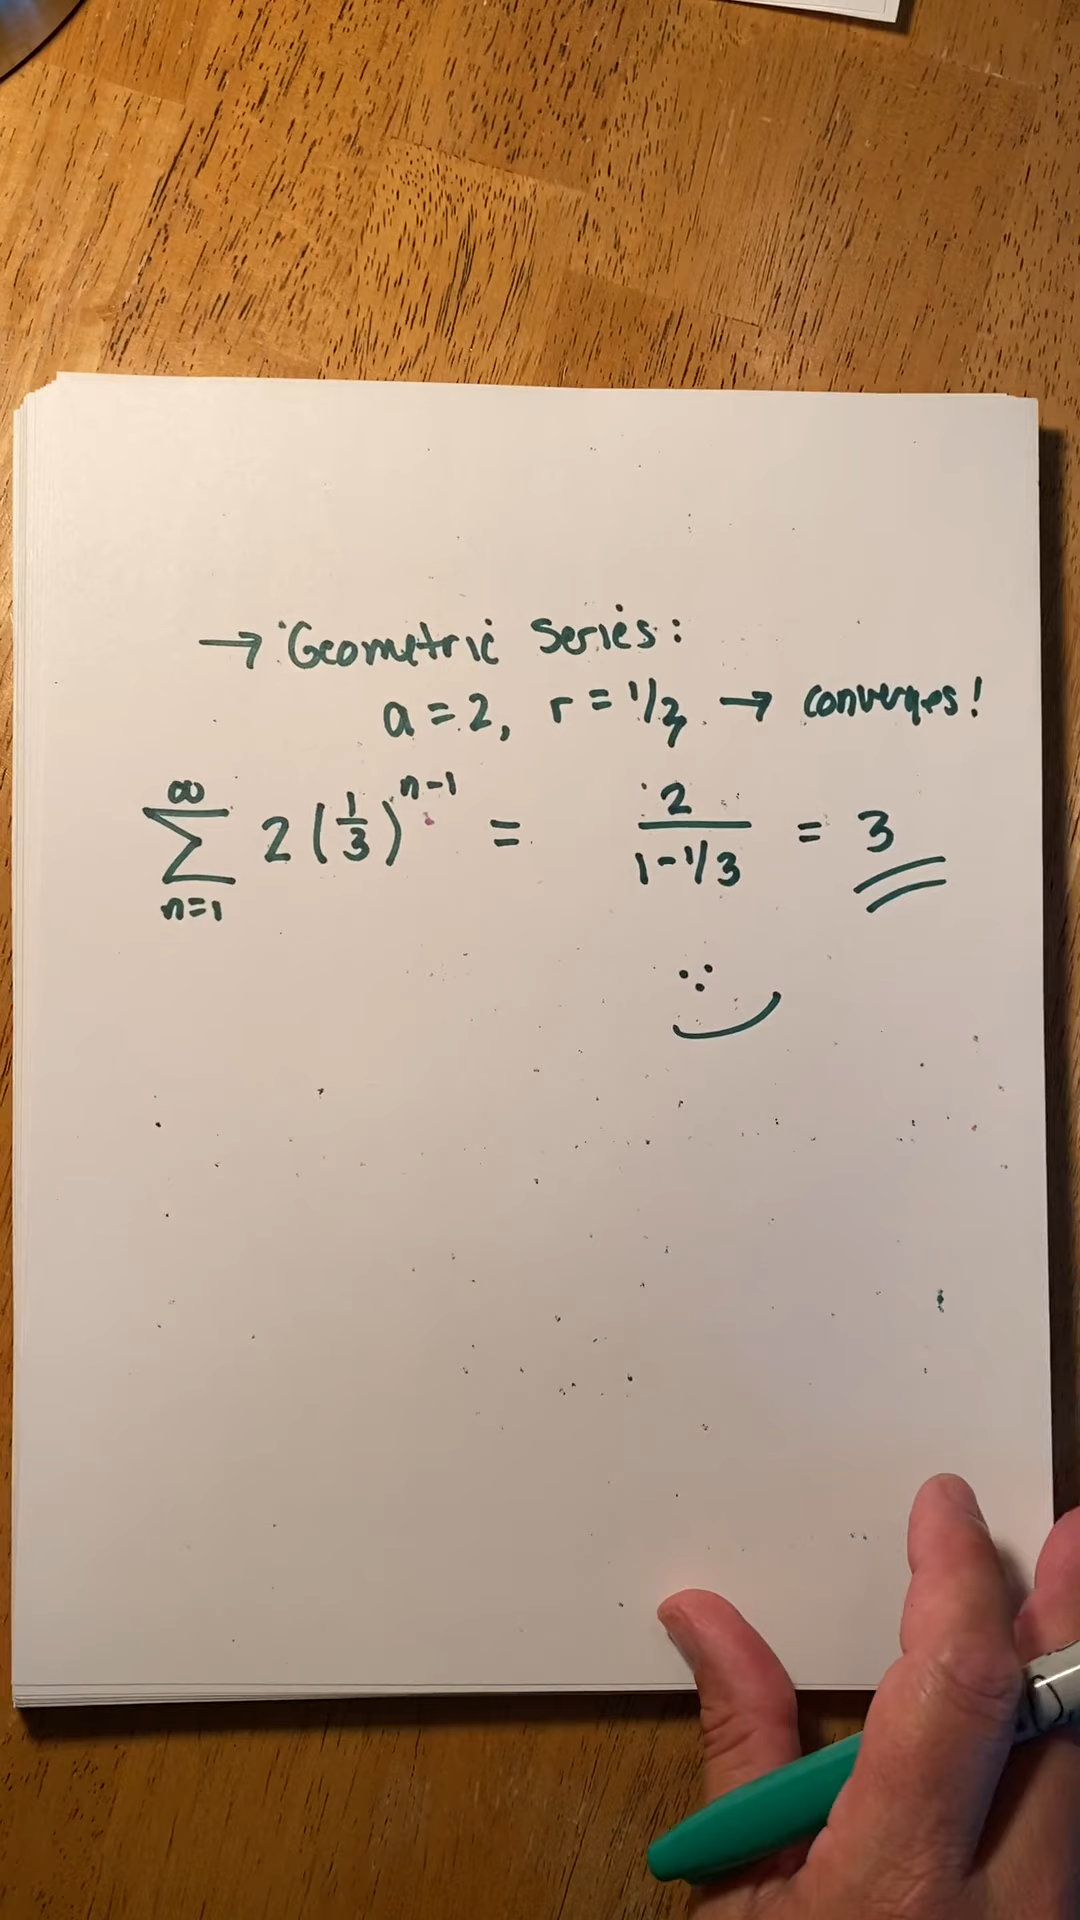 → Geometric Series:
a = 2, r = 1/3 → converges!
∞
∑ 2 (1/3)^(n-1) = 2/(1-1/3) = 3
n=1